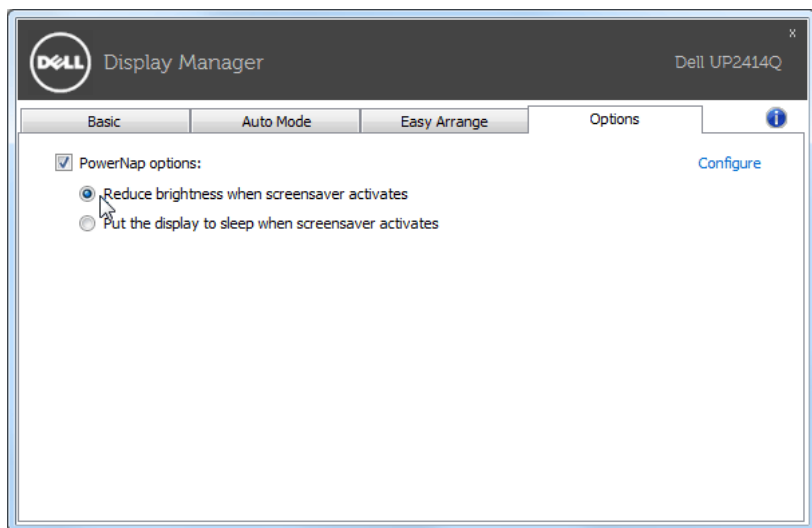 x
DELL Display Manager Dell UP2414Q
Basic Auto Mode Easy Arrange Options i
PowerNap options: Configure
Reduce brightness when screensaver activates
Put the display to sleep when screensaver activates